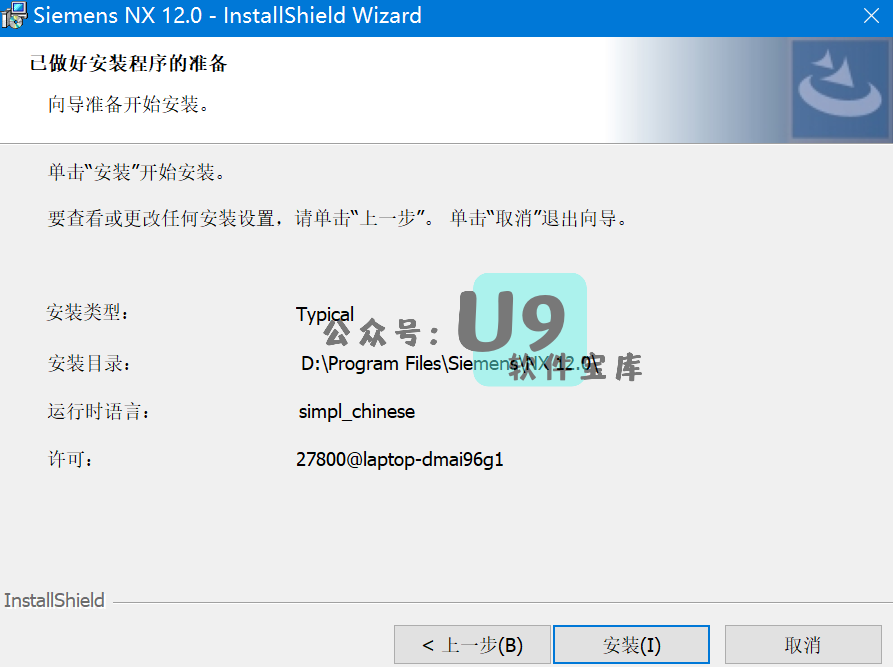 Siemens NX 12.0 - InstallShield Wizard
已做好安装程序的准备
向导准备开始安装。
单击“安装”开始安装。
要查看或更改任何安装设置，请单击“上一步”。 单击“取消”退出向导。
安装类型： Typical
公众号：U9
软件宝库
安装目录： D:\Program Files\Siemens\NX 12.0\
运行时语言： simpl_chinese
许可： 27800@laptop-dmai96g1
InstallShield
< 上一步(B) 安装(I) 取消